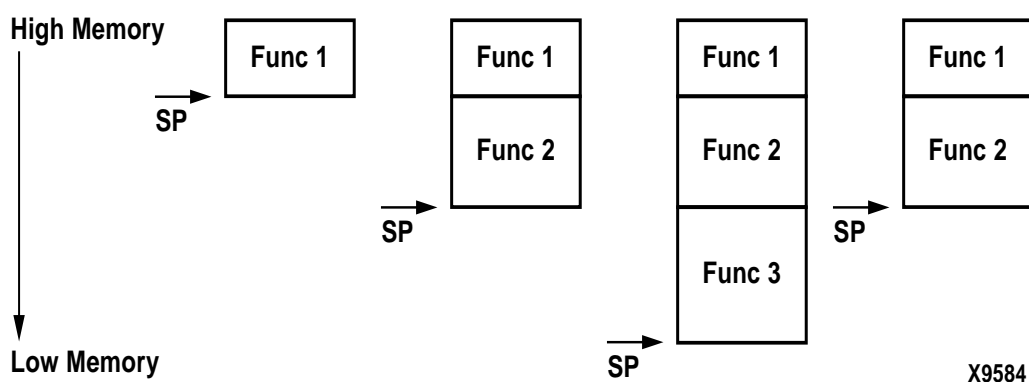 High Memory
Func 1
Func 1
Func 1
Func 1
SP
Func 2
Func 2
Func 2
SP
SP
Func 3
Low Memory
SP
X9584